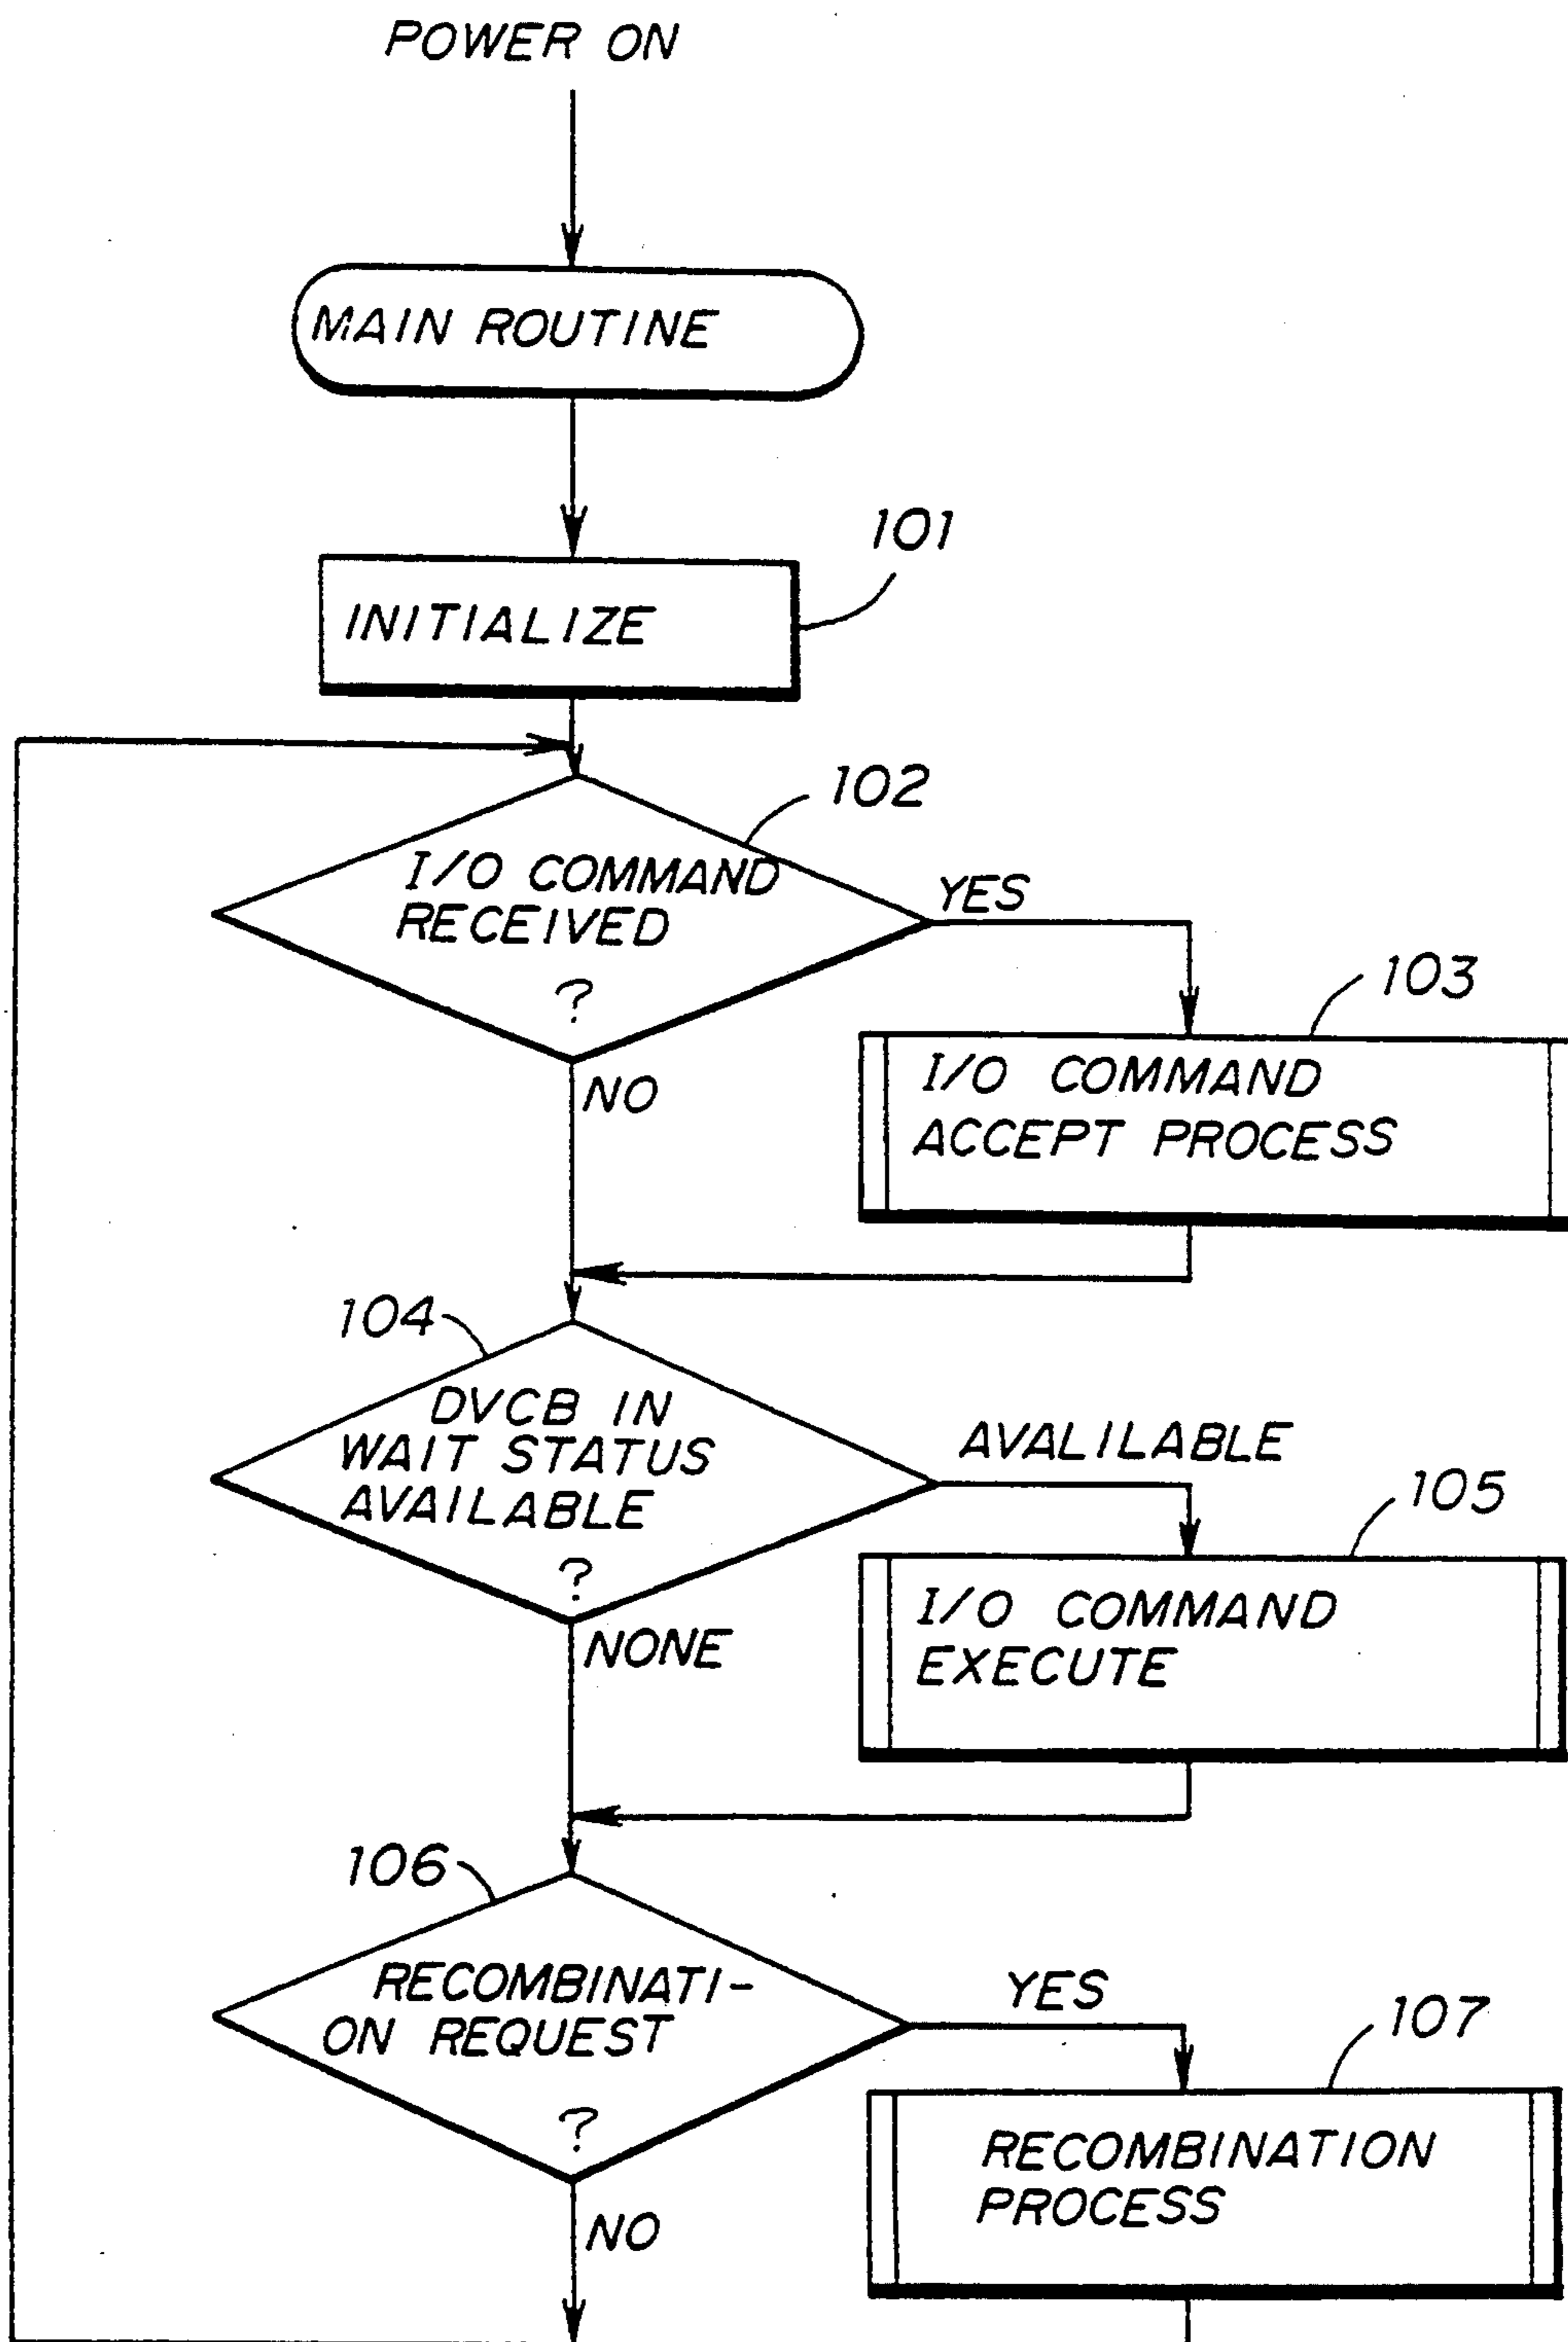 POWER ON
MAIN ROUTINE
101
INITIALIZE
102
I/O COMMAND
RECEIVED
?
YES
NO
103
I/O COMMAND
ACCEPT PROCESS
104
DVCB IN
WAIT STATUS
AVAILABLE
?
AVALILABLE
NONE
105
I/O COMMAND
EXECUTE
106
RECOMBINATI-
ON REQUEST
?
YES
NO
107
RECOMBINATION
PROCESS